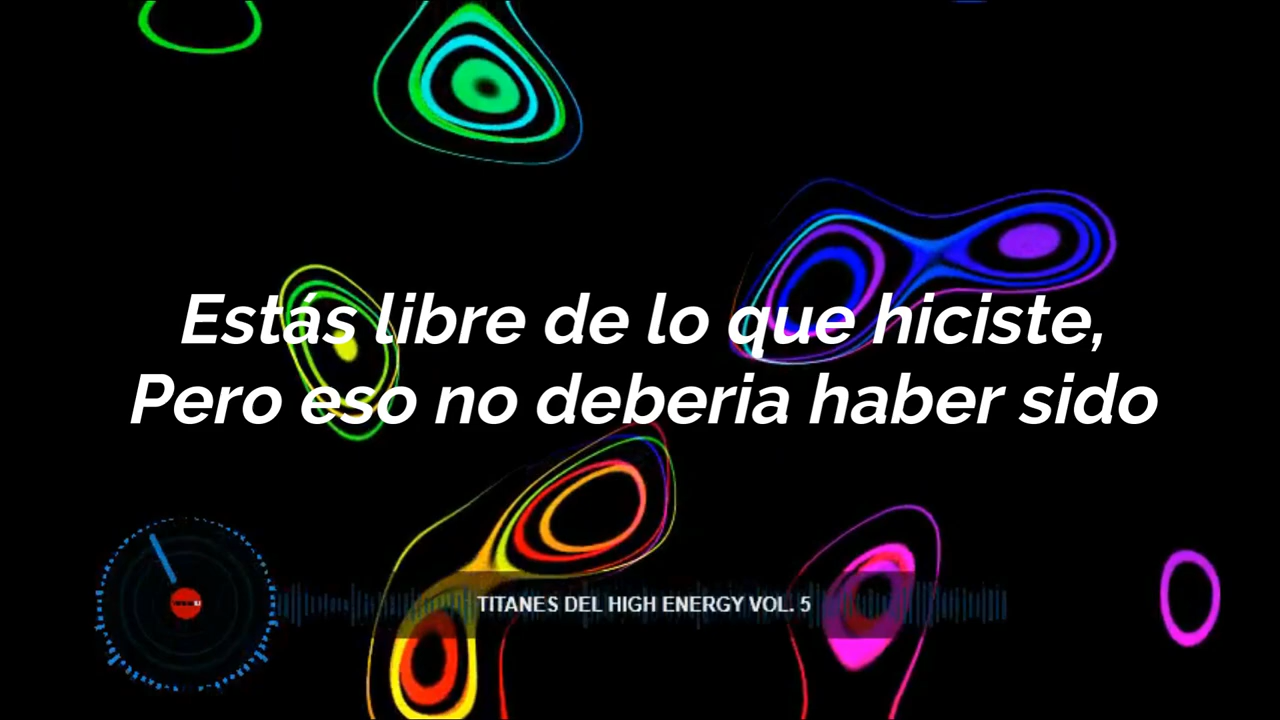 Estás libre de lo que hiciste,
Pero eso no deberia haber sido
TITANES DEL HIGH ENERGY VOL. 5